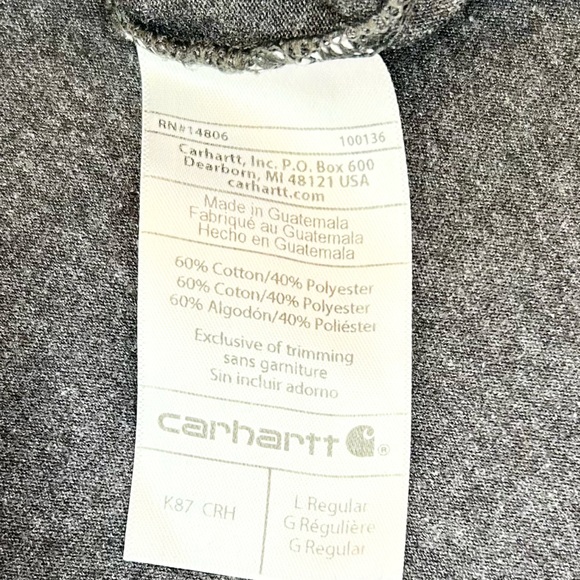 RN#14806 100136
Carhartt, Inc. P.O. Box 600
Dearborn, MI 48121 USA
carhartt.com
Made in Guatemala
Fabriqué au Guatemala
Hecho en Guatemala
60% Cotton/40% Polyester
60% Coton/40% Polyester
60% Algodón/40% Poliéster
Exclusive of trimming
sans garniture
Sin incluir adorno
carhartt ®
K87 CRH
L Regular
G Régulière
G Regular